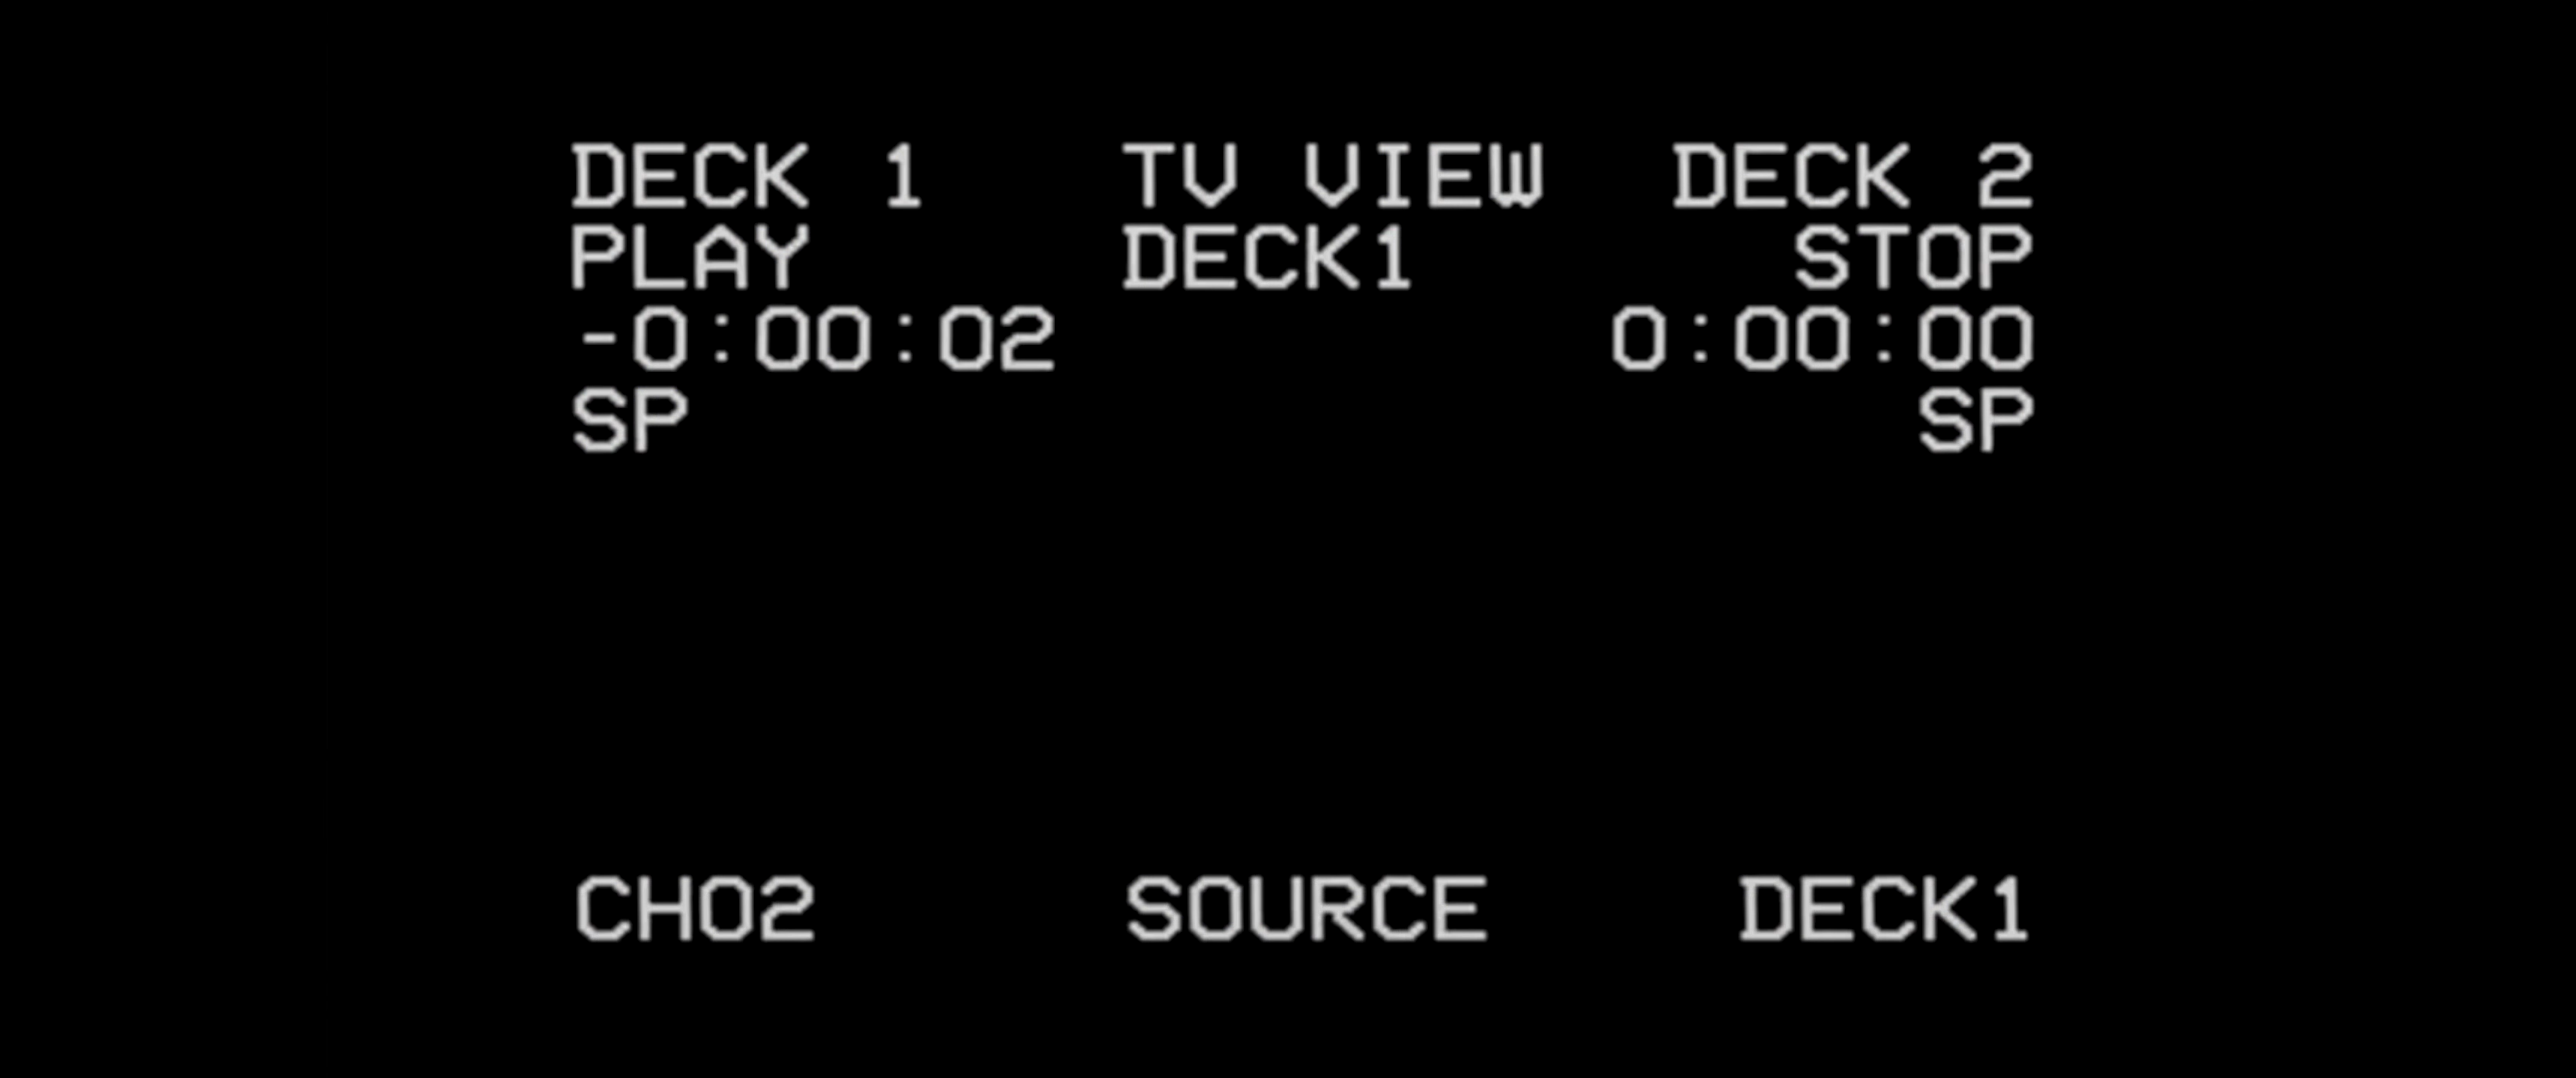 DECK 1 TV VIEW DECK 2
PLAY DECK1 STOP
-0:00:02 0:00:00
SP SP
CH02 SOURCE DECK1